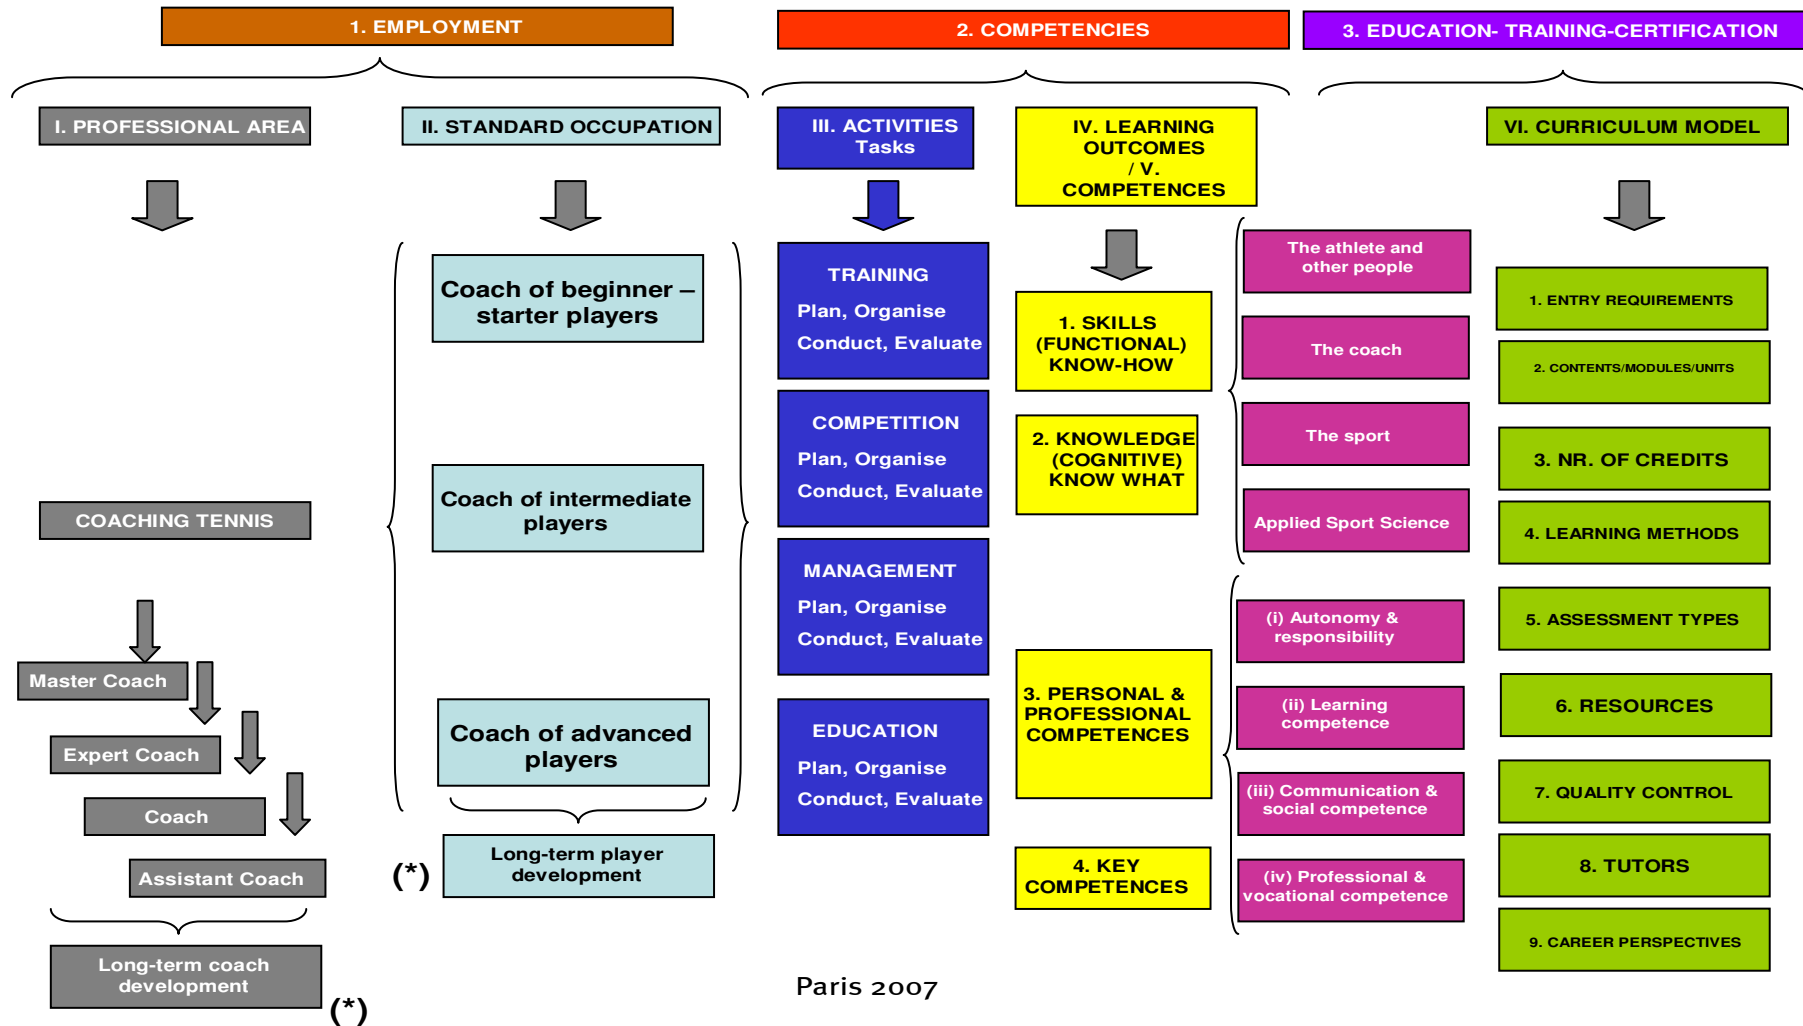 1. EMPLOYMENT
2. COMPETENCIES
3. EDUCATION- TRAINING-CERTIFICATION
I. PROFESSIONAL AREA
II. STANDARD OCCUPATION
III. ACTIVITIES
Tasks
IV. LEARNING
OUTCOMES
/ V.
COMPETENCES
VI. CURRICULUM MODEL
COACHING TENNIS
Master Coach
Expert Coach
Coach
Assistant Coach
Long-term coach
development
(*)
Coach of beginner –
starter players
Coach of intermediate
players
Coach of advanced
players
(*)
Long-term player
development
TRAINING
Plan, Organise
Conduct, Evaluate
COMPETITION
Plan, Organise
Conduct, Evaluate
MANAGEMENT
Plan, Organise
Conduct, Evaluate
EDUCATION
Plan, Organise
Conduct, Evaluate
1. SKILLS
(FUNCTIONAL)
KNOW-HOW
2. KNOWLEDGE
(COGNITIVE)
KNOW WHAT
3. PERSONAL &
PROFESSIONAL
COMPETENCES
4. KEY
COMPETENCES
The athlete and
other people
The coach
The sport
Applied Sport Science
(i) Autonomy &
responsibility
(ii) Learning
competence
(iii) Communication &
social competence
(iv) Professional &
vocational competence
1. ENTRY REQUIREMENTS
2. CONTENTS/MODULES/UNITS
3. NR. OF CREDITS
4. LEARNING METHODS
5. ASSESSMENT TYPES
6. RESOURCES
7. QUALITY CONTROL
8. TUTORS
9. CAREER PERSPECTIVES
Paris 2007